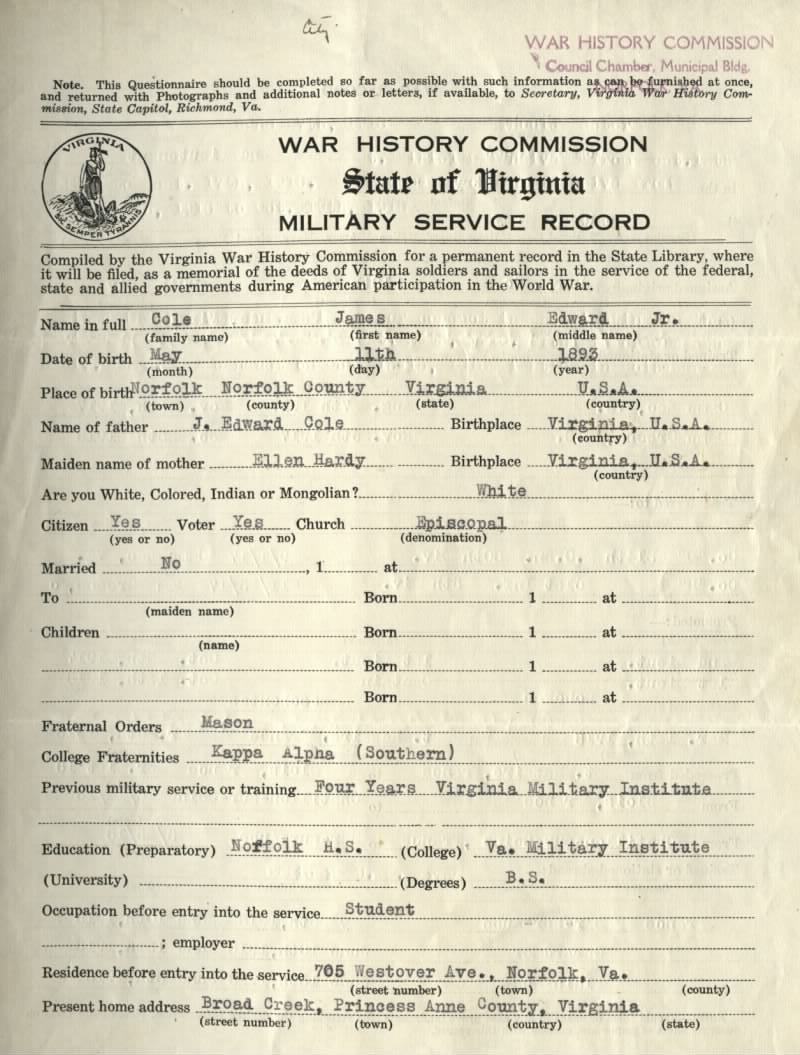 City.
WAR HISTORY COMMISSION
Council Chamber, Municipal Bldg.
Note. This Questionnaire should be completed so far as possible with such information as can be furnished at once,
and returned with Photographs and additional notes or letters, if available, to Secretary, Virginia War History Com-
mission, State Capitol, Richmond, Va.
VIRGINIA
SIC SEMPER TYRANNIS
WAR HISTORY COMMISSION
State of Virginia
MILITARY SERVICE RECORD
Compiled by the Virginia War History Commission for a permanent record in the State Library, where
it will be filed, as a memorial of the deeds of Virginia soldiers and sailors in the service of the federal,
state and allied governments during American participation in the World War.
Name in full Cole James Edward Jr.
(family name) (first name) (middle name)
Date of birth May 11th 1893
(month) (day) (year)
Place of birth Norfolk Norfolk County Virginia U.S.A.
(town) (county) (state) (country)
Name of father J. Edward Cole Birthplace Virginia, U.S.A.
(country)
Maiden name of mother Ellen Hardy Birthplace Virginia, U.S.A.
(country)
Are you White, Colored, Indian or Mongolian? White
Citizen Yes Voter Yes Church Episcopal
(yes or no) (yes or no) (denomination)
Married No , 1 at
To Born 1 at
(maiden name)
Children Born 1 at
(name)
Born 1 at
Born 1 at
Fraternal Orders Mason
College Fraternities Kappa Alpha (Southern)
Previous military service or training Four Years Virginia Military Institute
Education (Preparatory) Norfolk H.S. (College) Va. Military Institute
(University) (Degrees) B.S.
Occupation before entry into the service Student
; employer
Residence before entry into the service 705 Westover Ave., Norfolk, Va.
(street number) (town) (county)
Present home address Broad Creek, Princess Anne County, Virginia
(street number) (town) (country) (state)